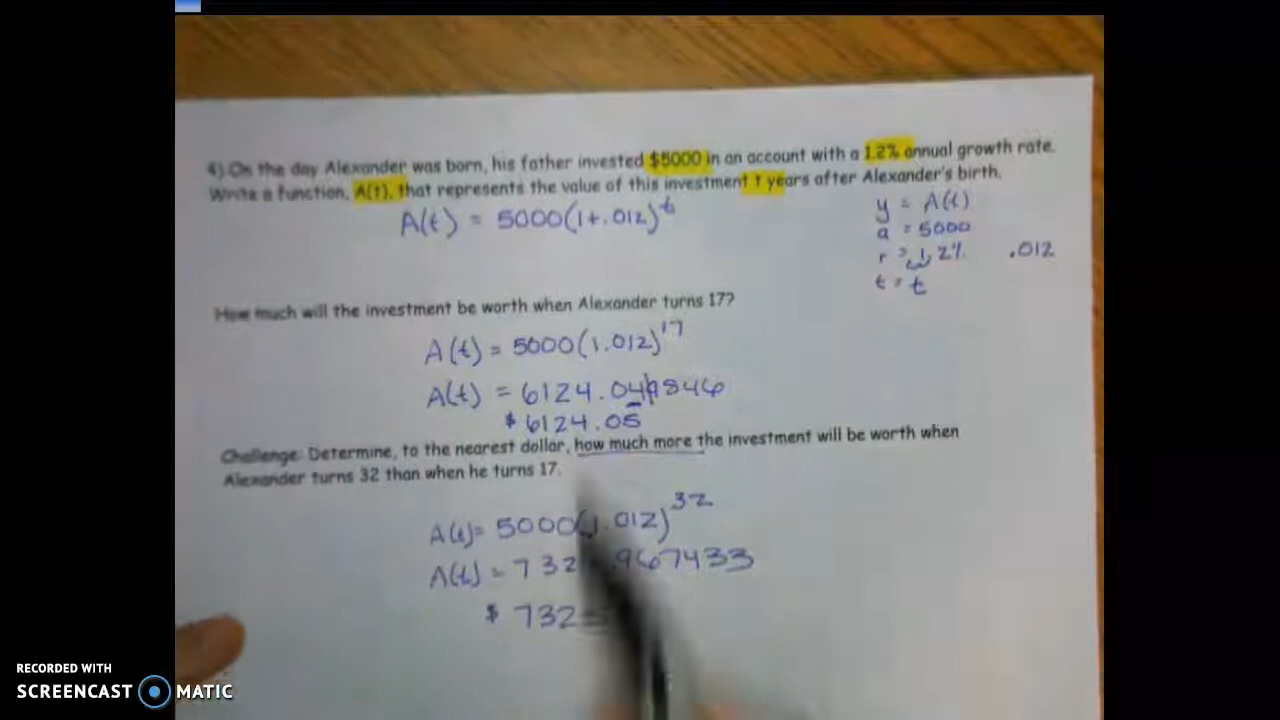 4) On the day Alexander was born, his father invested $5000 in an account with a 1.2% annual growth rate.
Write a function, A(t), that represents the value of this investment t years after Alexander's birth.
A(t) = 5000(1+.012)^t
y = A(t)
a = 5000
r = 1.2% .012
t = t
How much will the investment be worth when Alexander turns 17?
A(t) = 5000(1.012)^17
A(t) = 6124.049846
$6124.05
Challenge: Determine, to the nearest dollar, how much more the investment will be worth when
Alexander turns 32 than when he turns 17.
A(t) = 5000(1.012)^32
A(t) = 732 .967433
$ 732
RECORDED WITH
SCREENCAST MATIC